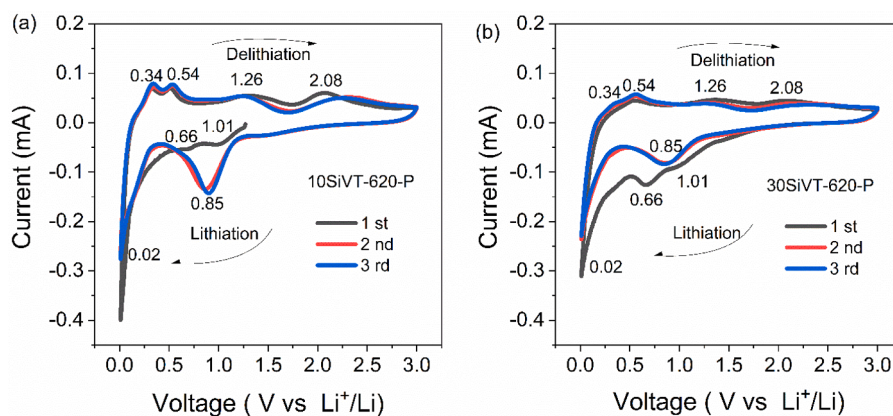 (a)
Delithiation
0.34
0.54
1.26
2.08
0.66
1.01
0.85
10SiVT-620-P
Lithiation
0.02
1 st
2 nd
3 rd
0.2
0.1
0.0
-0.1
-0.2
-0.3
-0.4
Current (mA)
0.0 0.5 1.0 1.5 2.0 2.5 3.0
Voltage ( V vs Li⁺/Li)
(b)
Delithiation
0.34
0.54
1.26
2.08
0.85
0.66
1.01
30SiVT-620-P
Lithiation
0.02
1 st
2 nd
3 rd
0.2
0.1
0.0
-0.1
-0.2
-0.3
-0.4
Current (mA)
0.0 0.5 1.0 1.5 2.0 2.5 3.0
Voltage ( V vs Li⁺/Li)